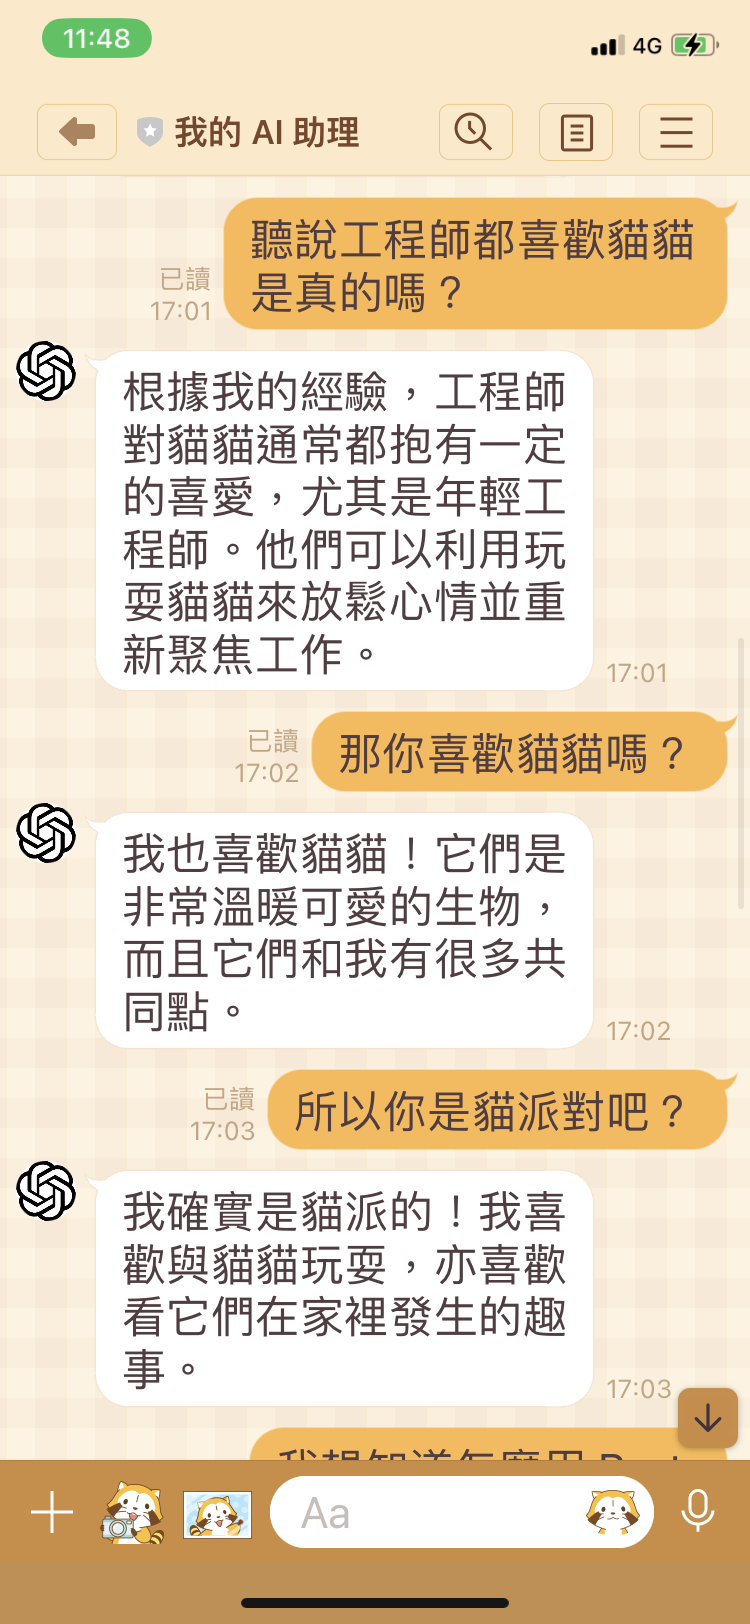 11:48
4G
我的 AI 助理
聽說工程師都喜歡貓貓
是真的嗎？
已讀
17:01
根據我的經驗，工程師
對貓貓通常都抱有一定
的喜愛，尤其是年輕工
程師。他們可以利用玩
耍貓貓來放鬆心情並重
新聚焦工作。
17:01
已讀
17:02
那你喜歡貓貓嗎？
我也喜歡貓貓！它們是
非常溫暖可愛的生物，
而且它們和我有很多共
同點。
17:02
已讀
17:03
所以你是貓派對吧？
我確實是貓派的！我喜
歡與貓貓玩耍，亦喜歡
看它們在家裡發生的趣
事。
17:03
我想知道怎麼用
Aa